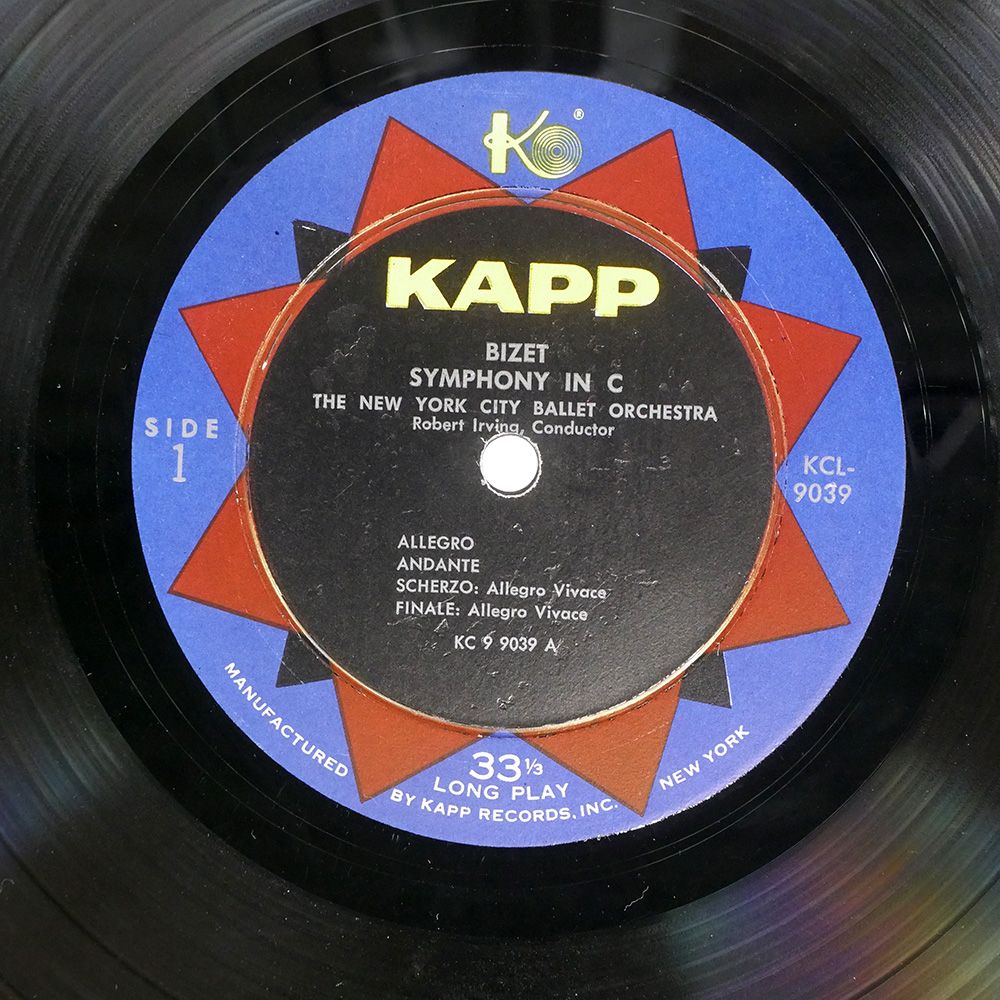 K ®
KAPP
BIZET
SYMPHONY IN C
THE NEW YORK CITY BALLET ORCHESTRA
Robert Irving, Conductor
SIDE
1
KCL-
9039
ALLEGRO
ANDANTE
SCHERZO: Allegro Vivace
FINALE: Allegro Vivace
KC 9 9039 A
33⅓
LONG PLAY
MANUFACTURED BY KAPP RECORDS, INC. NEW YORK